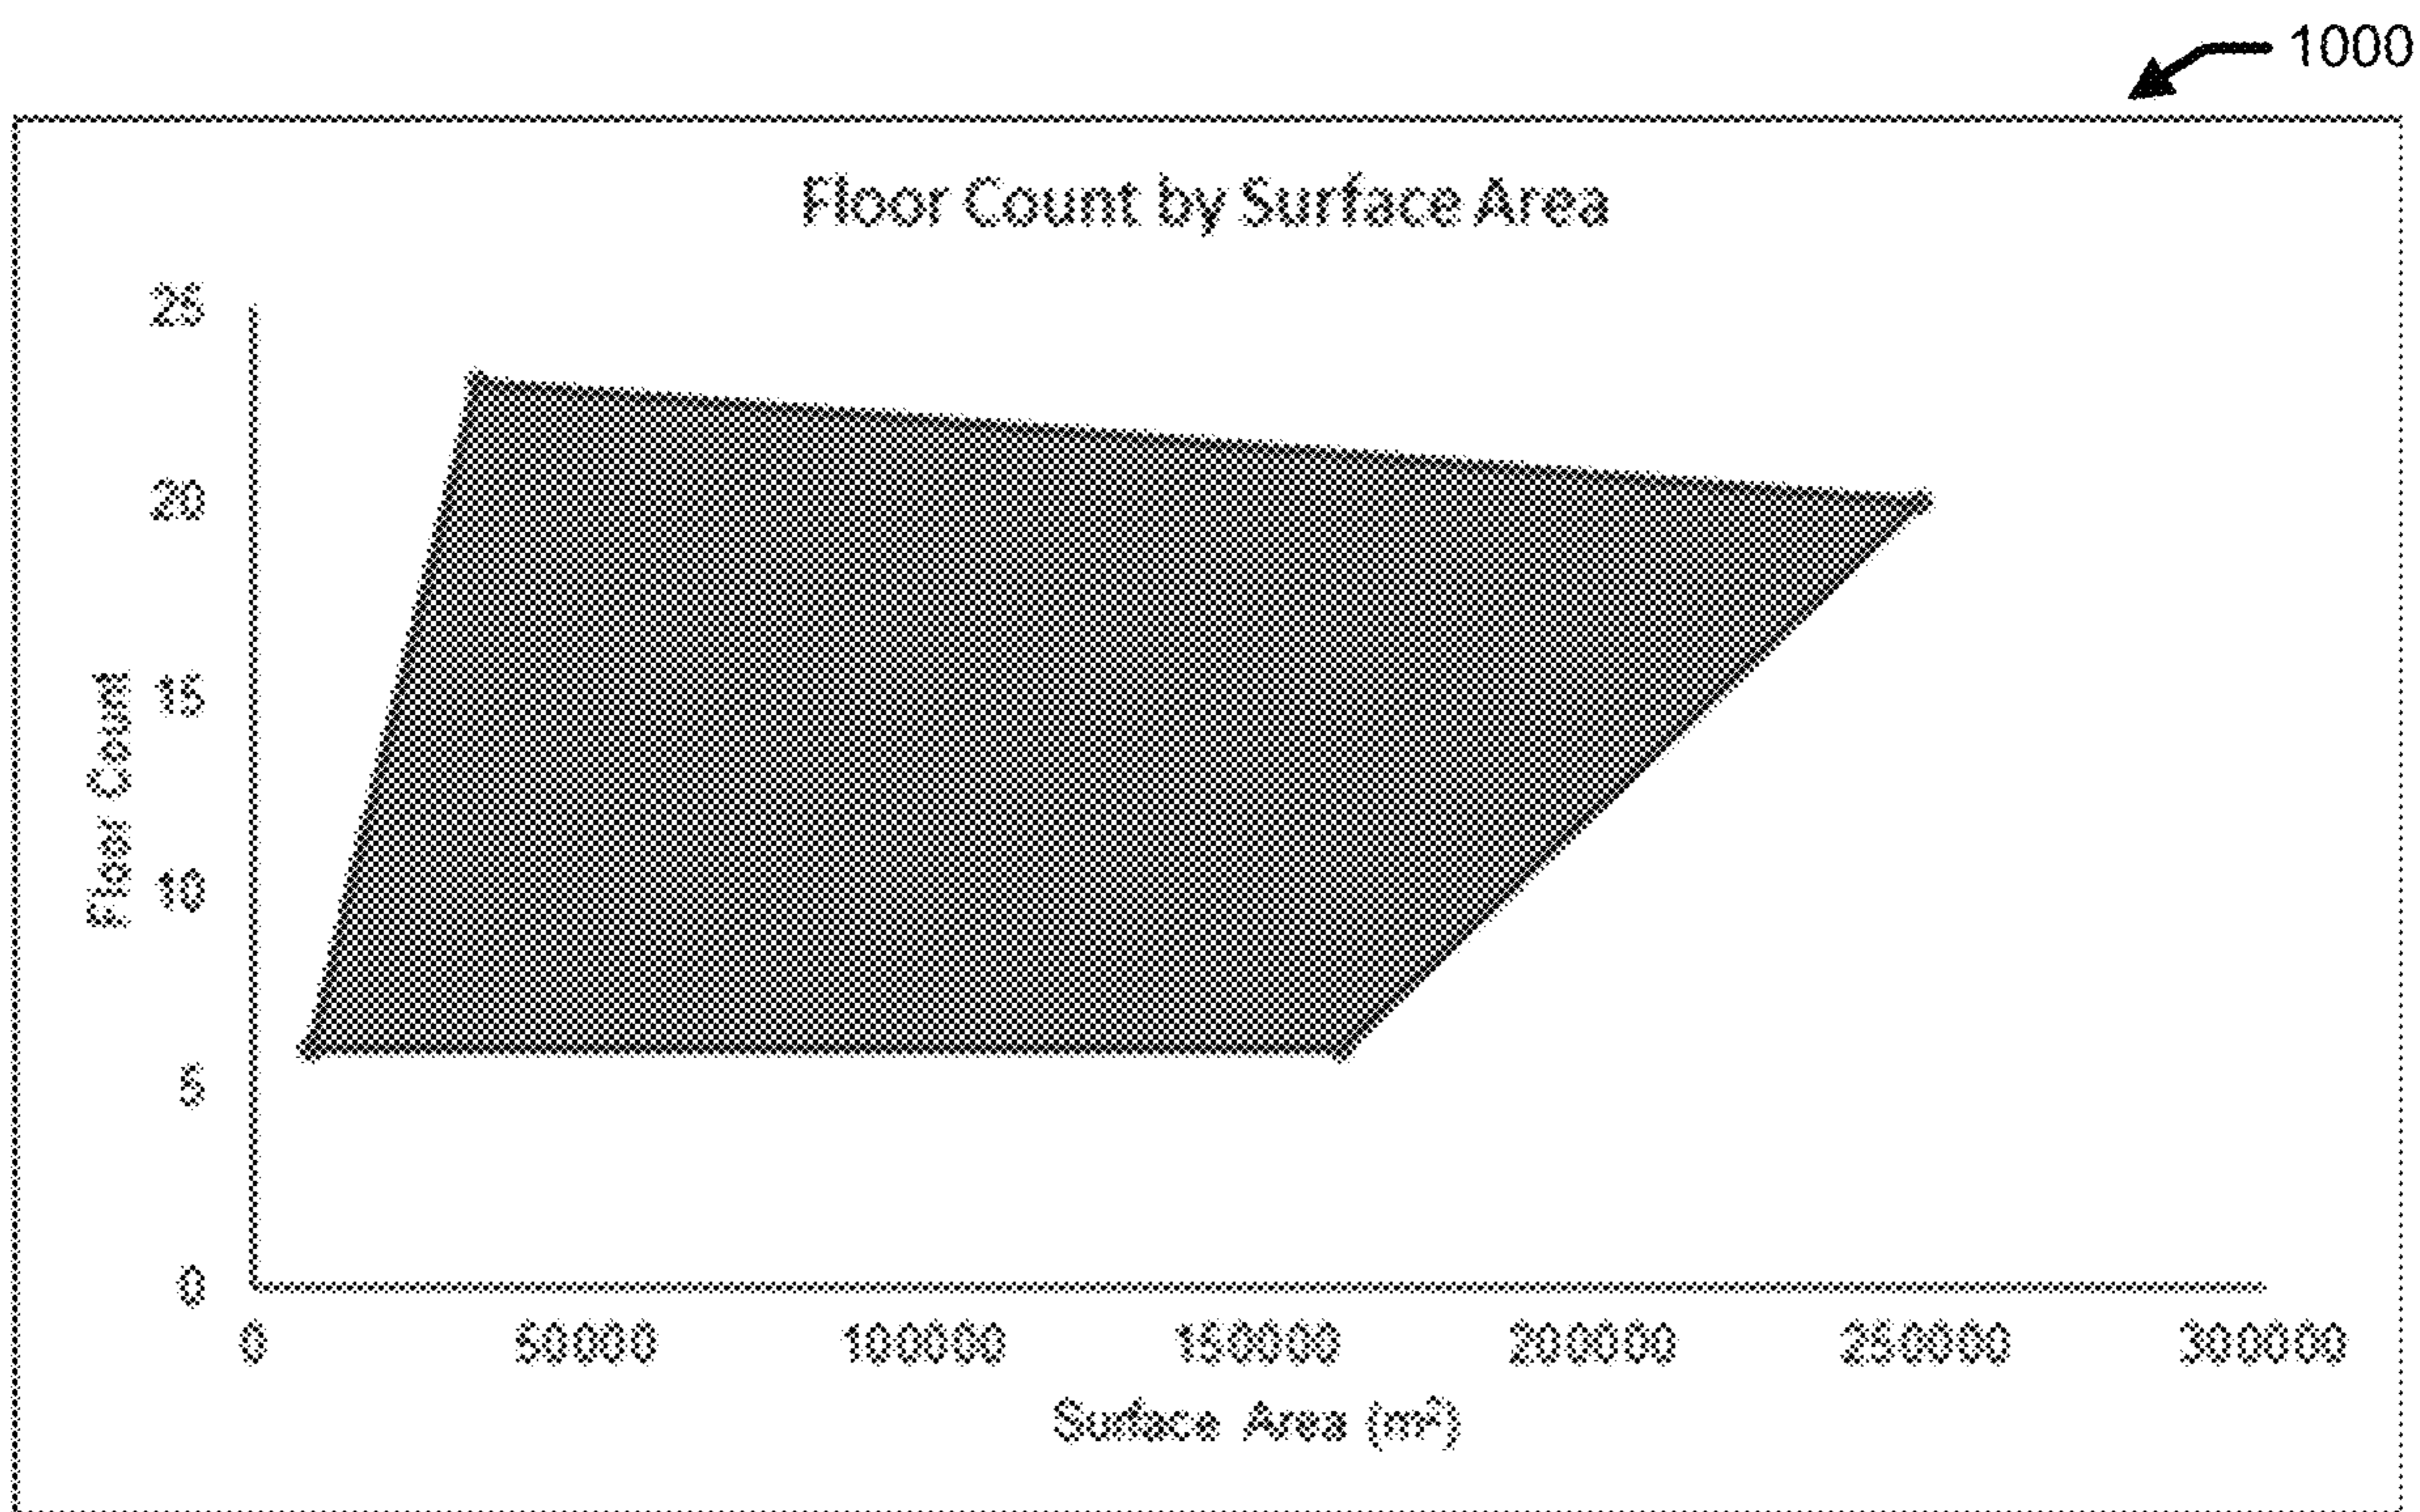 1000
Floor Count by Surface Area
25
20
15
10
5
0
Floor Count
0 50000 100000 150000 200000 250000 300000
Surface Area (m²)